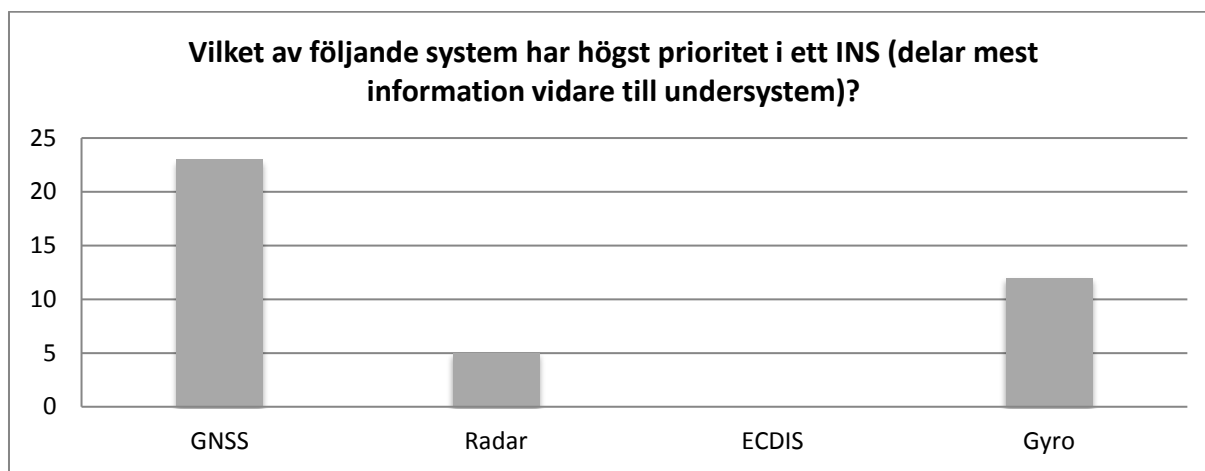 Vilket av följande system har högst prioritet i ett INS (delar mest
information vidare till undersystem)?
25
20
15
10
5
0
GNSS Radar ECDIS Gyro